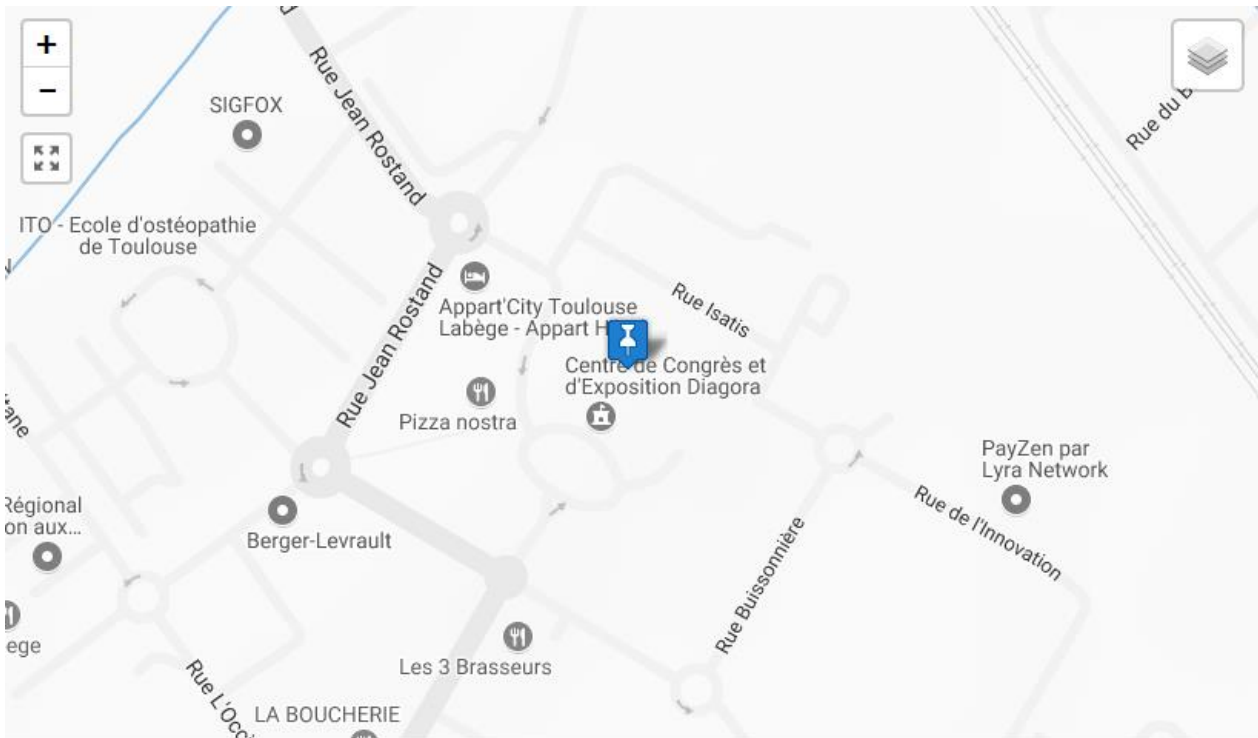 +
−
Rue Jean Rostand
SIGFOX
Rue du B
ITO - Ecole d'ostéopathie
de Toulouse
Rue Jean Rostand
Appart'City Toulouse
Labège - Appart H
Rue Isatis
Centre de Congrès et
d'Exposition Diagora
Pizza nostra
PayZen par
Lyra Network
Régional
on aux...
Berger-Levrault
Rue de l'Innovation
Rue Buissonnière
ege
Les 3 Brasseurs
Rue L'Occi
LA BOUCHERIE